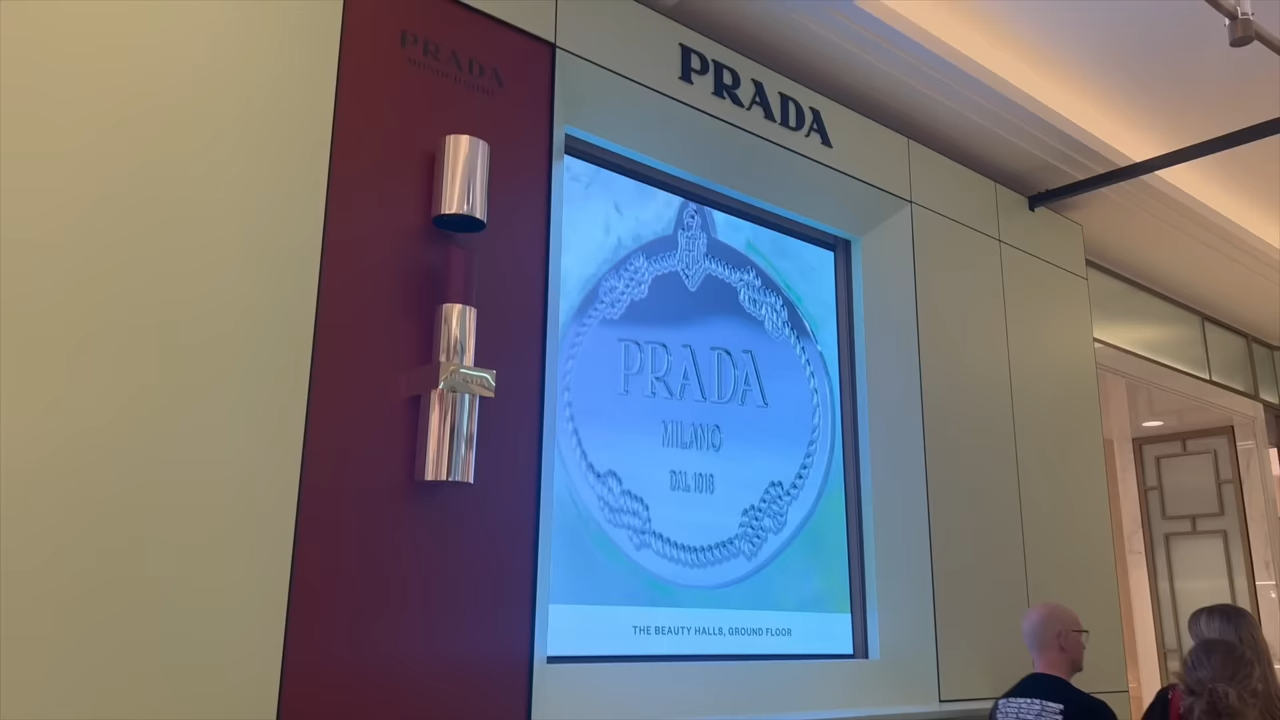 PRADA
PRADA
PRADA
MILANO
DAL 1913
THE BEAUTY HALLS, GROUND FLOOR